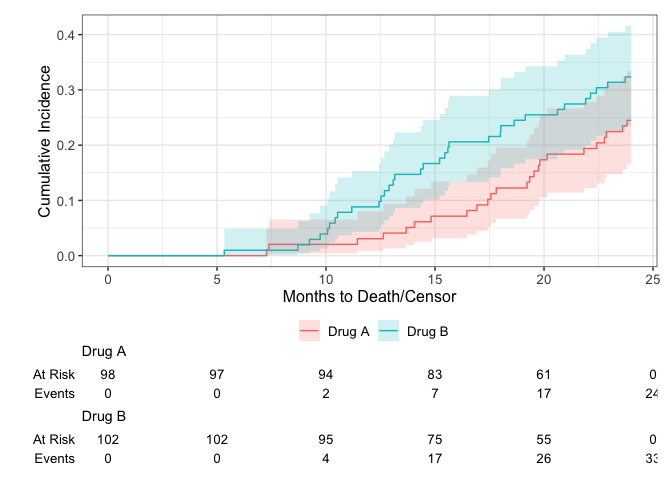 Cumulative Incidence
0.4
0.3
0.2
0.1
0.0
0 5 10 15 20 25
Months to Death/Censor
Drug A Drug B
Drug A
At Risk 98 97 94 83 61 0
Events 0 0 2 7 17 24
Drug B
At Risk 102 102 95 75 55 0
Events 0 0 4 17 26 33